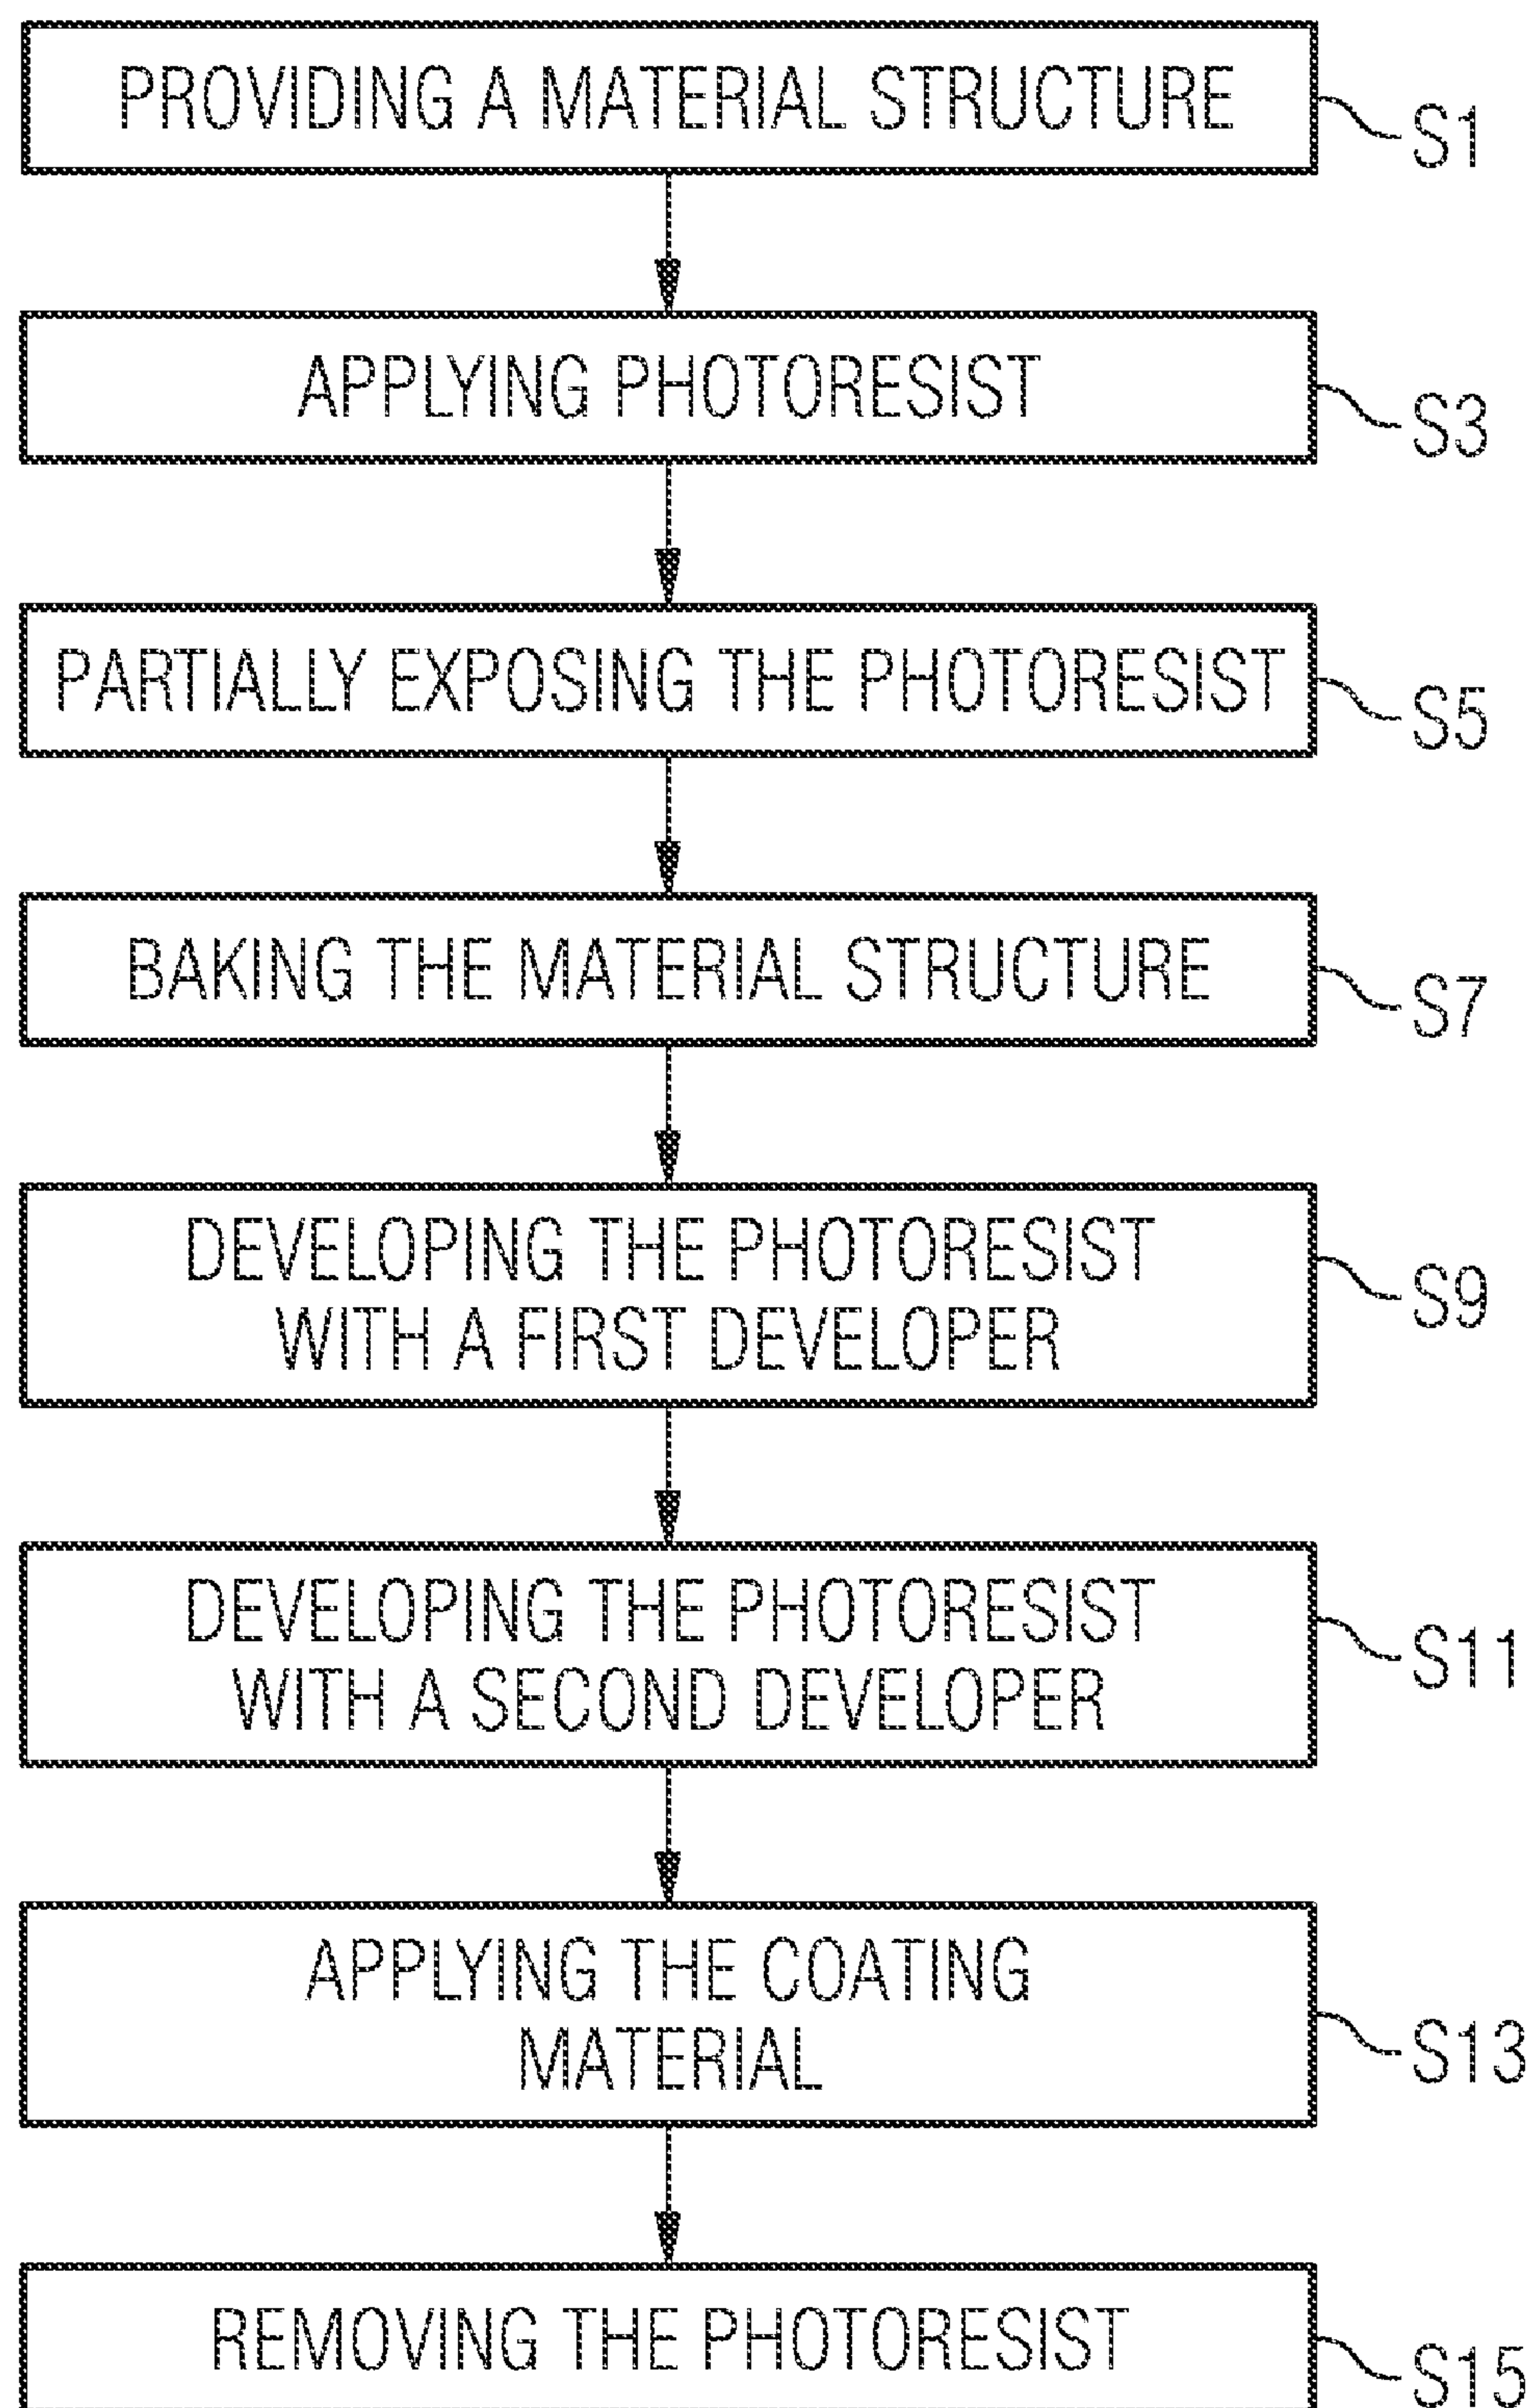 PROVIDING A MATERIAL STRUCTURE
S1
APPLYING PHOTORESIST
S3
PARTIALLY EXPOSING THE PHOTORESIST
S5
BAKING THE MATERIAL STRUCTURE
S7
DEVELOPING THE PHOTORESIST
WITH A FIRST DEVELOPER
S9
DEVELOPING THE PHOTORESIST
WITH A SECOND DEVELOPER
S11
APPLYING THE COATING
MATERIAL
S13
REMOVING THE PHOTORESIST
S15